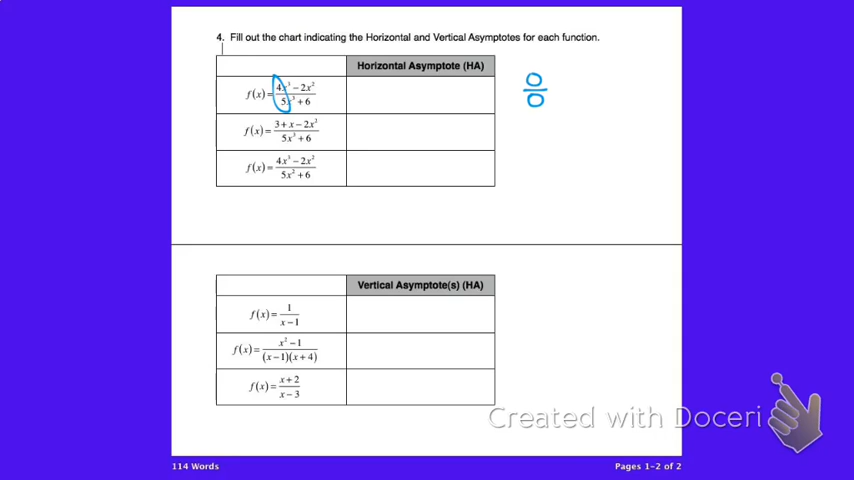 4. Fill out the chart indicating the Horizontal and Vertical Asymptotes for each function.
Horizontal Asymptote (HA)
f(x) = (4x³ − 2x²)/(5x³ + 6)
0/0
f(x) = (3 + x − 2x²)/(5x³ + 6)
f(x) = (4x³ − 2x²)/(5x² + 6)
Vertical Asymptote(s) (HA)
f(x) = 1/(x − 1)
f(x) = (x² − 1)/((x − 1)(x + 4))
f(x) = (x + 2)/(x − 3)
Created with Doceri
114 Words
Pages 1–2 of 2